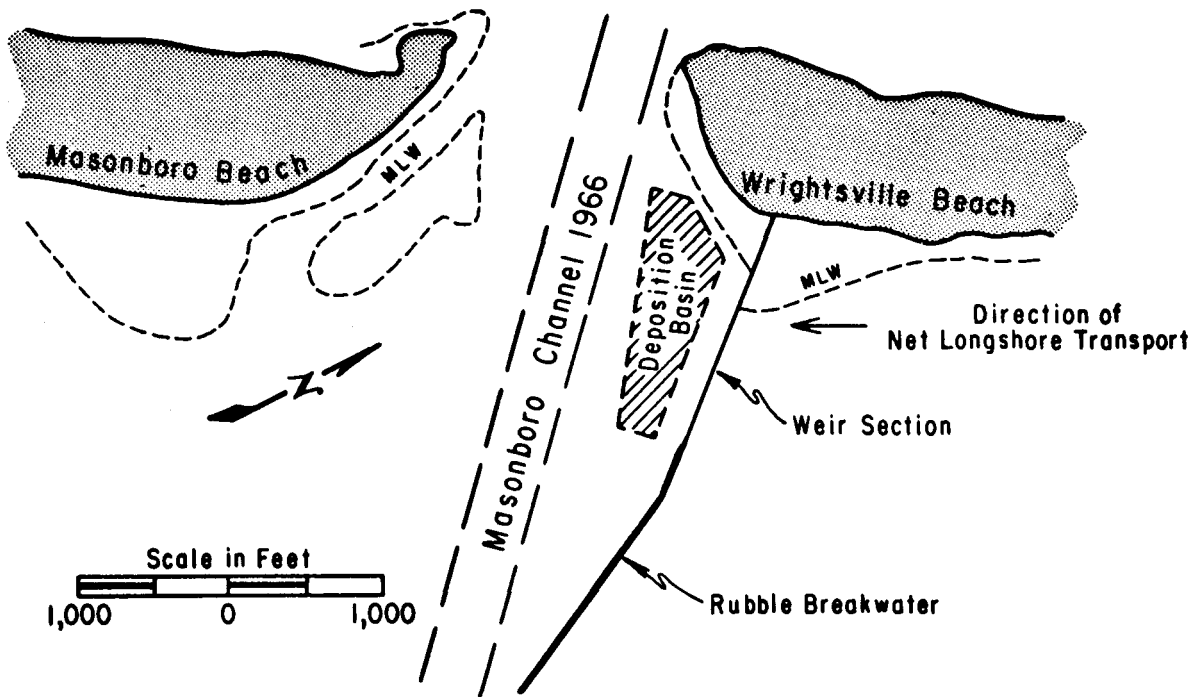 Masonboro Beach
MLW
Wrightsville Beach
MLW
Masonboro Channel 1966
Deposition
Basin
Direction of
Net Longshore Transport
N
Weir Section
Scale in Feet
1,000 0 1,000
Rubble Breakwater